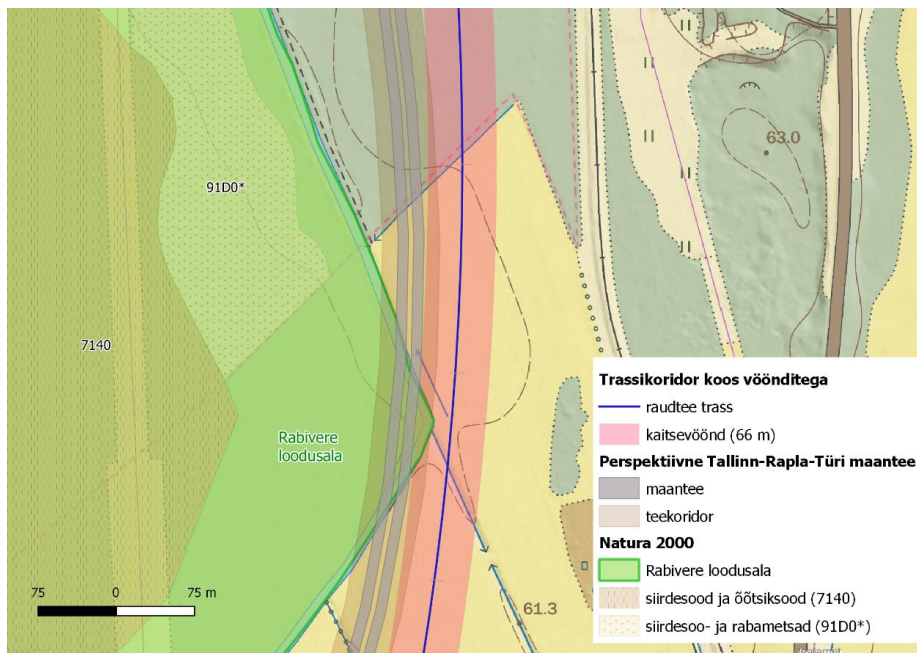 63.0
91D0*
7140
Rabivere
loodusala
61.3
75 0 75 m
Trassikoridor koos vöönditega
raudtee trass
kaitsevöönd (66 m)
Perspektiivne Tallinn-Rapla-Türi maantee
maantee
teekoridor
Natura 2000
Rabivere loodusala
siirdesood ja õõtsiksood (7140)
siirdesoo- ja rabametsad (91D0*)